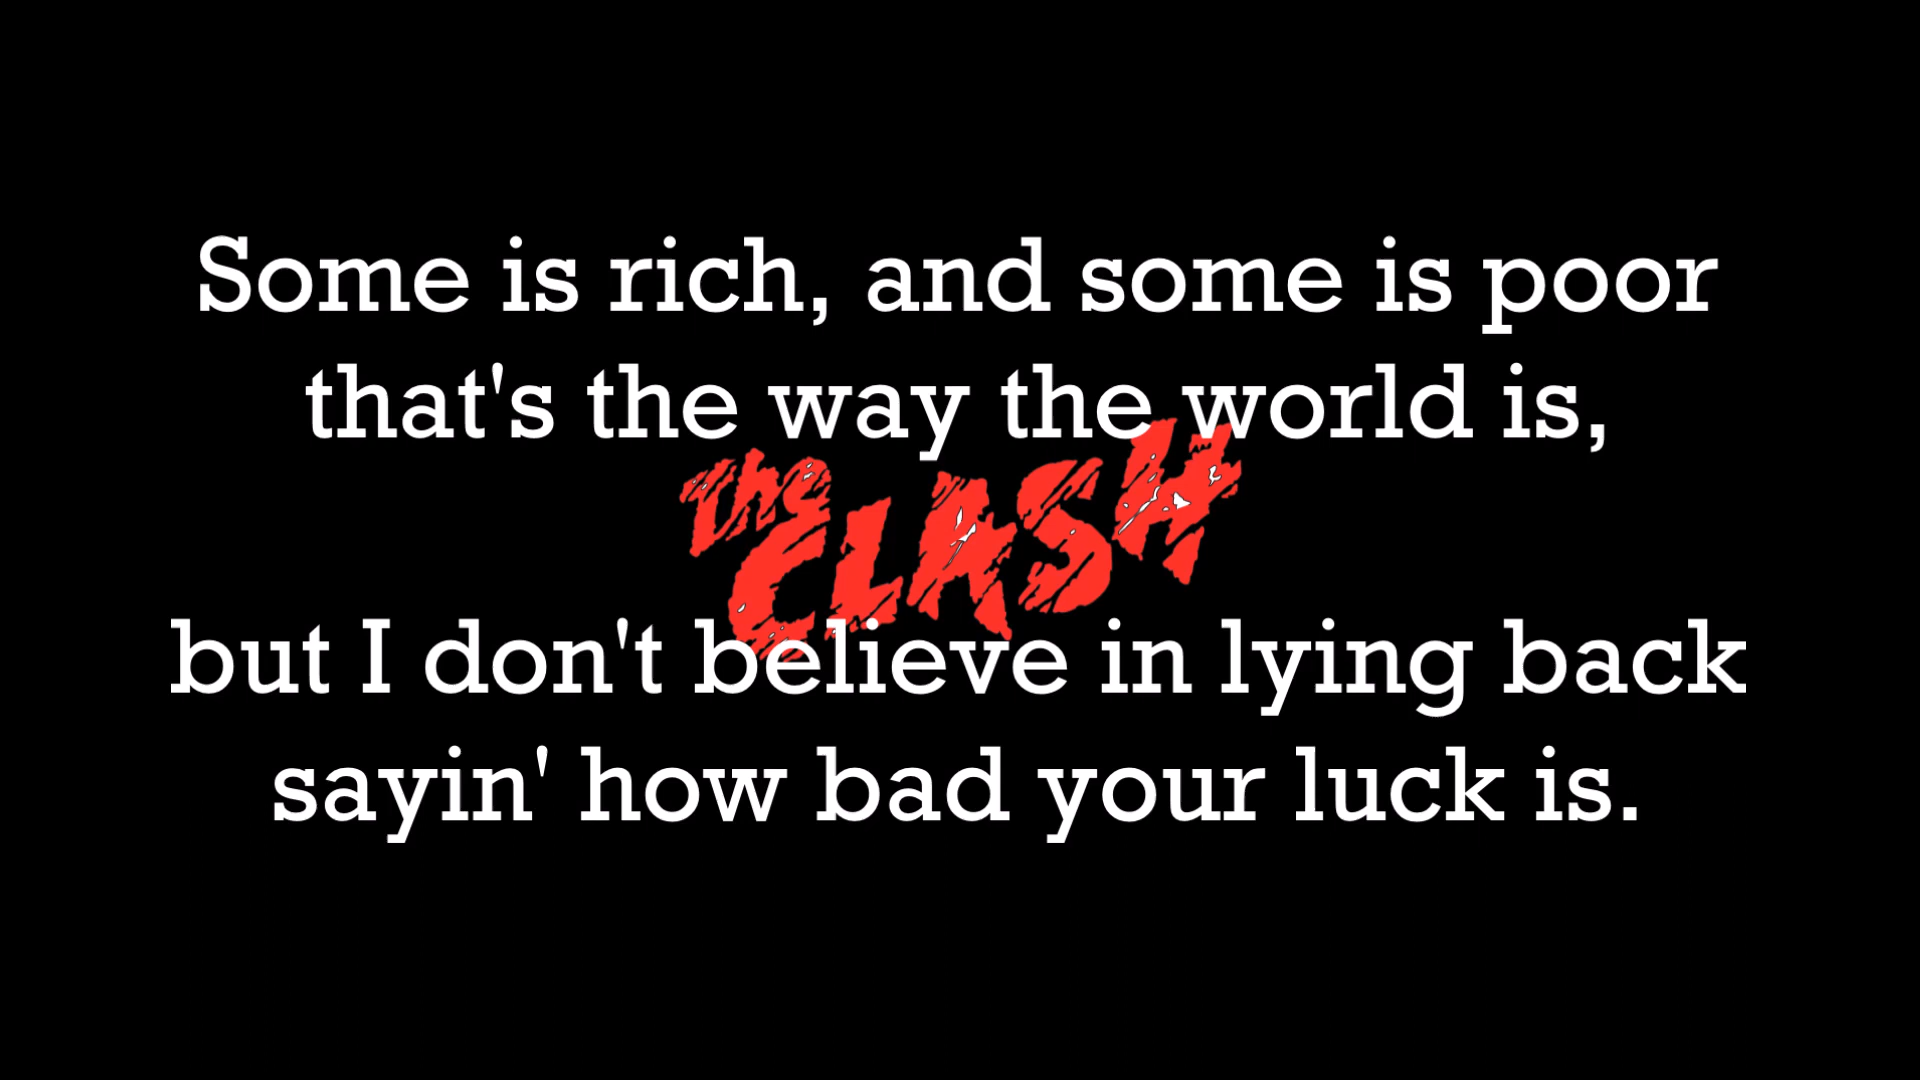 Some is rich, and some is poor
that's the way the world is,
the CLASH
but I don't believe in lying back
sayin' how bad your luck is.